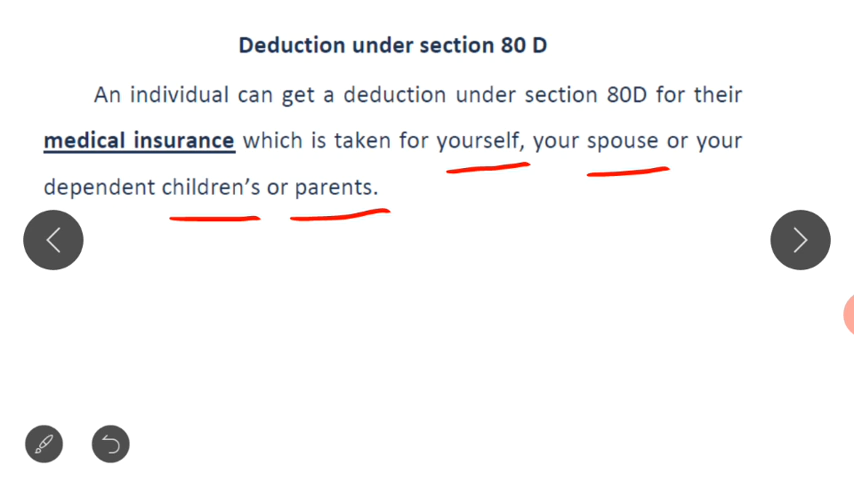 Deduction under section 80 D
An individual can get a deduction under section 80D for their
medical insurance which is taken for yourself, your spouse or your
dependent children’s or parents.